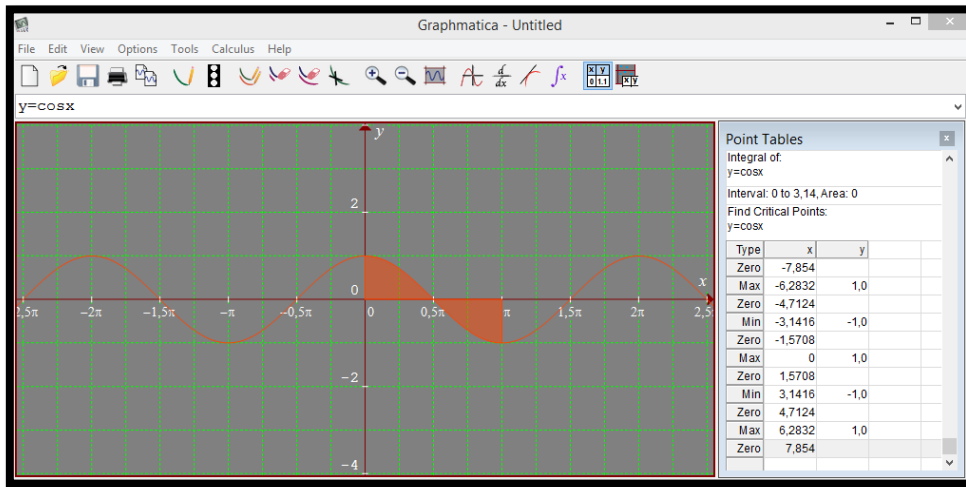 Graphmatica - Untitled
File Edit View Options Tools Calculus Help
d
dx
∫x
x y
0 1.1
x y
y=cosx
y
2
0
x
2,5π -2π -1,5π -π -0,5π 0 0,5π π 1,5π 2π 2,5
-2
-4
Point Tables
Integral of:
y=cosx
Interval: 0 to 3,14, Area: 0
Find Critical Points:
y=cosx
Type x y
Zero -7,854
Max -6,2832 1,0
Zero -4,7124
Min -3,1416 -1,0
Zero -1,5708
Max 0 1,0
Zero 1,5708
Min 3,1416 -1,0
Zero 4,7124
Max 6,2832 1,0
Zero 7,854